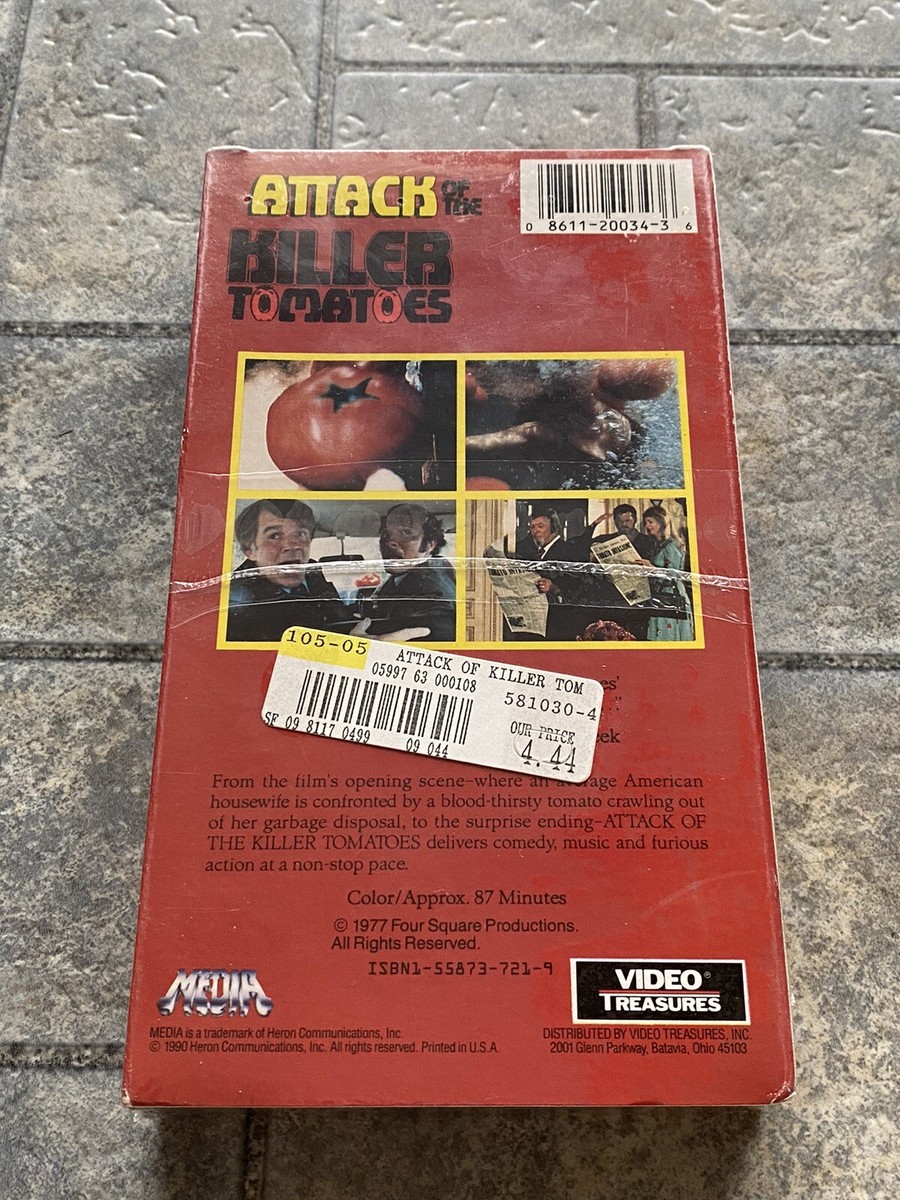 ATTACK OF THE
KILLER
TOMATOES
0 8611-20034-3 6
105-05
ATTACK OF KILLER TOM
05997 63 000108
581030-4
OUR PRICE
4.44
SF 09 8117 0499
09 044
From the film's opening scene–where an average American
housewife is confronted by a blood-thirsty tomato crawling out
of her garbage disposal, to the surprise ending–ATTACK OF
THE KILLER TOMATOES delivers comedy, music and furious
action at a non-stop pace.
Color/Approx. 87 Minutes
© 1977 Four Square Productions.
All Rights Reserved.
ISBN1-55873-721-9
MEDIA
VIDEO®
TREASURES
MEDIA is a trademark of Heron Communications, Inc.
© 1990 Heron Communications, Inc. All rights reserved. Printed in U.S.A.
DISTRIBUTED BY VIDEO TREASURES, INC.
2001 Glenn Parkway, Batavia, Ohio 45103